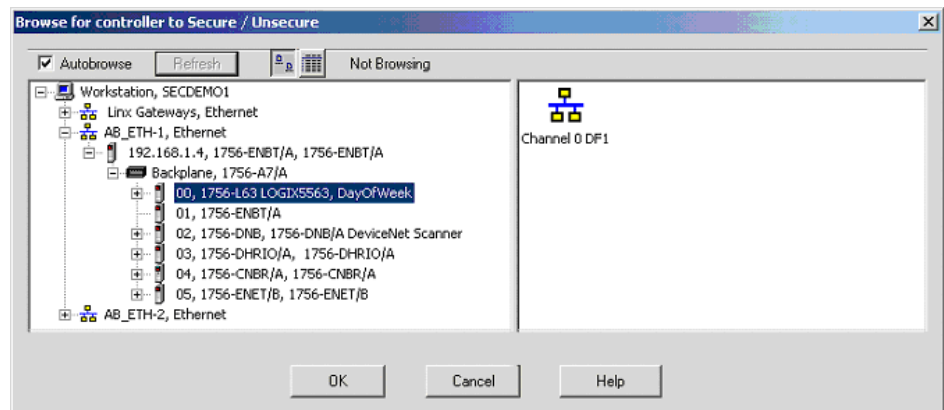 Browse for controller to Secure / Unsecure
Autobrowse Refresh Not Browsing
Workstation, SECDEMO1
Linx Gateways, Ethernet
AB_ETH-1, Ethernet
192.168.1.4, 1756-ENBT/A, 1756-ENBT/A
Backplane, 1756-A7/A
00, 1756-L63 LOGIX5563, DayOfWeek
01, 1756-ENBT/A
02, 1756-DNB, 1756-DNB/A DeviceNet Scanner
03, 1756-DHRIO/A, 1756-DHRIO/A
04, 1756-CNBR/A, 1756-CNBR/A
05, 1756-ENET/B, 1756-ENET/B
AB_ETH-2, Ethernet
Channel 0 DF1
OK Cancel Help